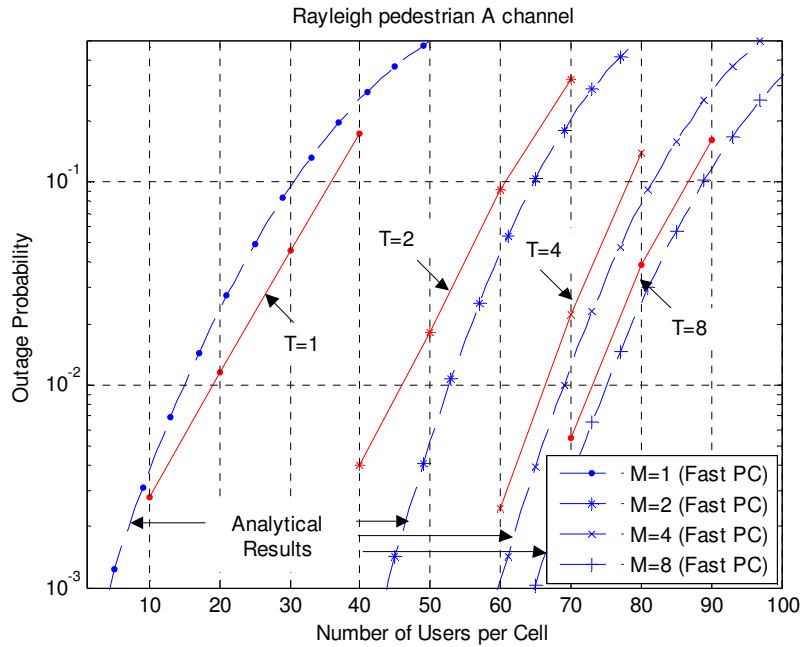 Rayleigh pedestrian A channel
Outage Probability
10^-1
10^-2
10^-3
T=1
T=2
T=4
T=8
Analytical
Results
M=1 (Fast PC)
M=2 (Fast PC)
M=4 (Fast PC)
M=8 (Fast PC)
10 20 30 40 50 60 70 80 90 100
Number of Users per Cell